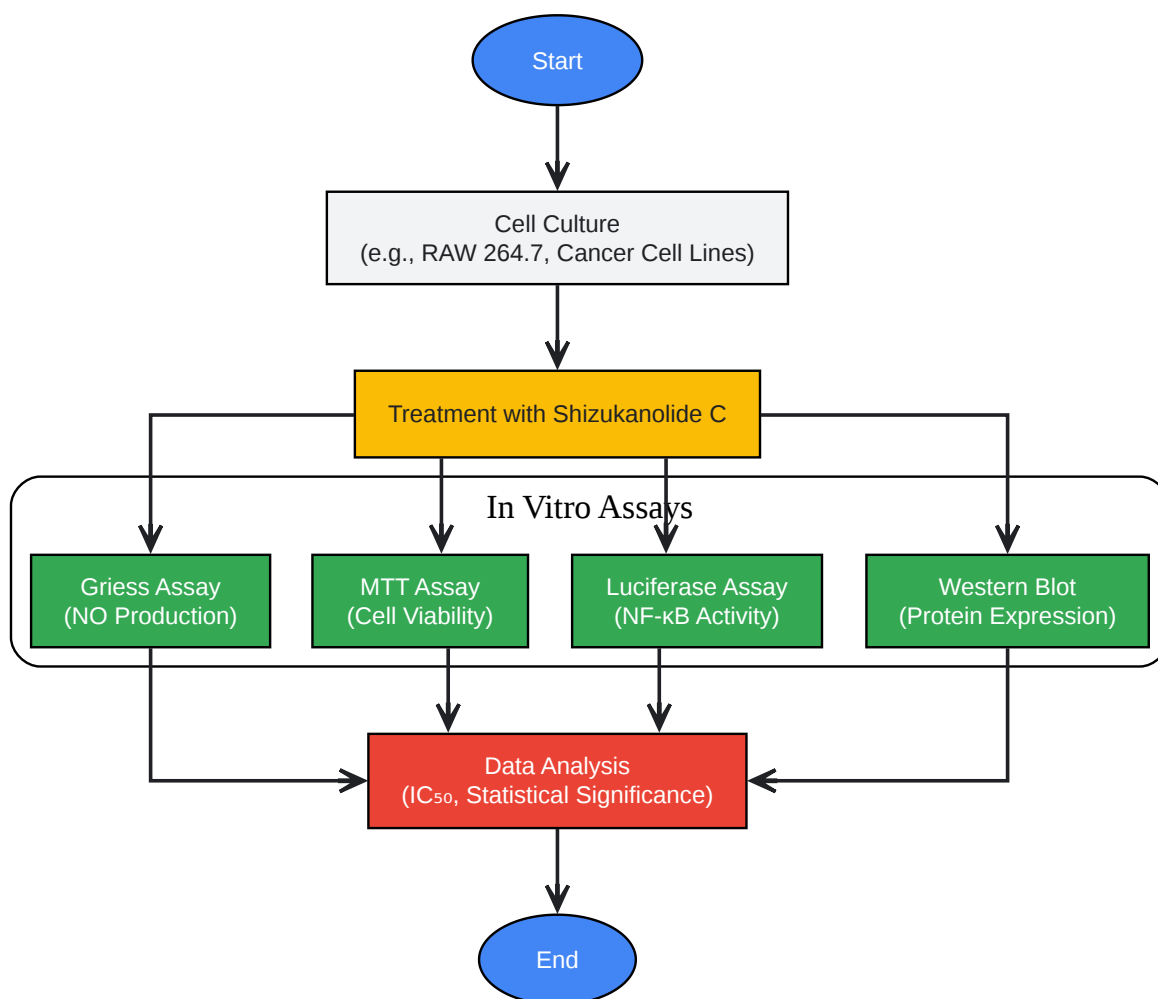 Start
Cell Culture
(e.g., RAW 264.7, Cancer Cell Lines)
Treatment with Shizukanolide C
In Vitro Assays
Griess Assay
(NO Production)
MTT Assay
(Cell Viability)
Luciferase Assay
(NF-κB Activity)
Western Blot
(Protein Expression)
Data Analysis
(IC₅₀, Statistical Significance)
End